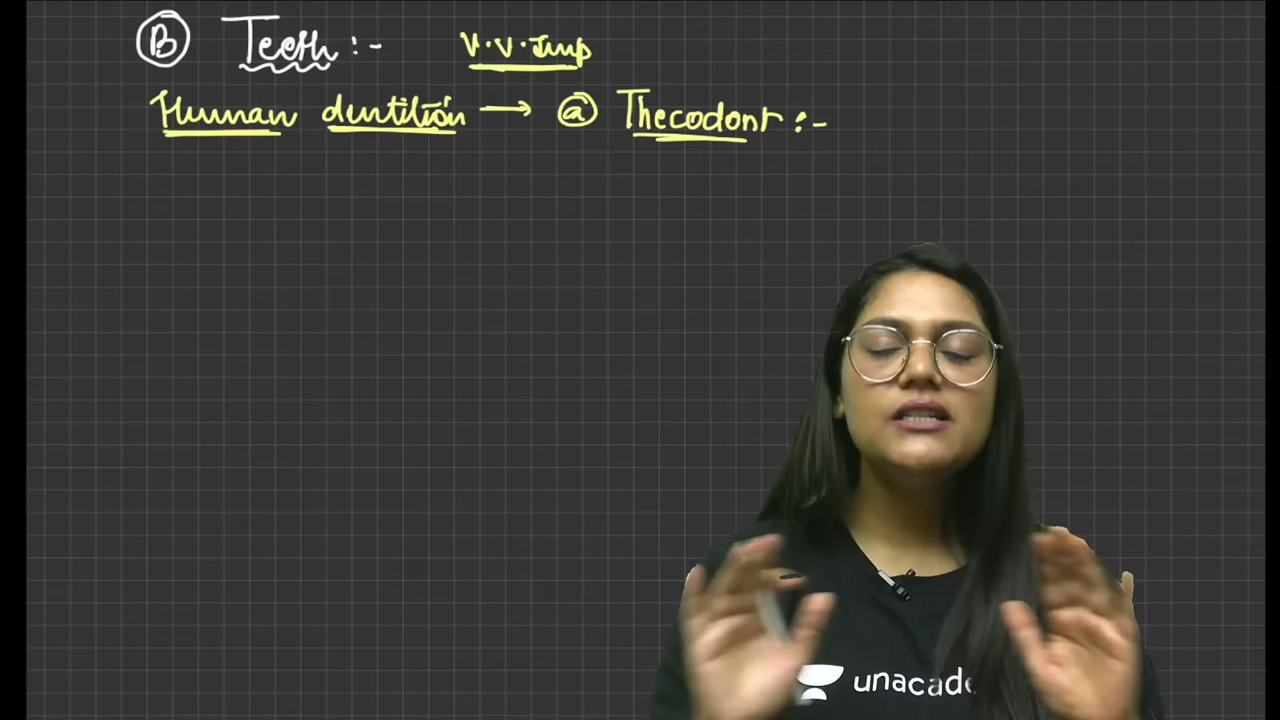 B Teeth :-
V.V.Imp
Human dentition → a Thecodont :-
unacade